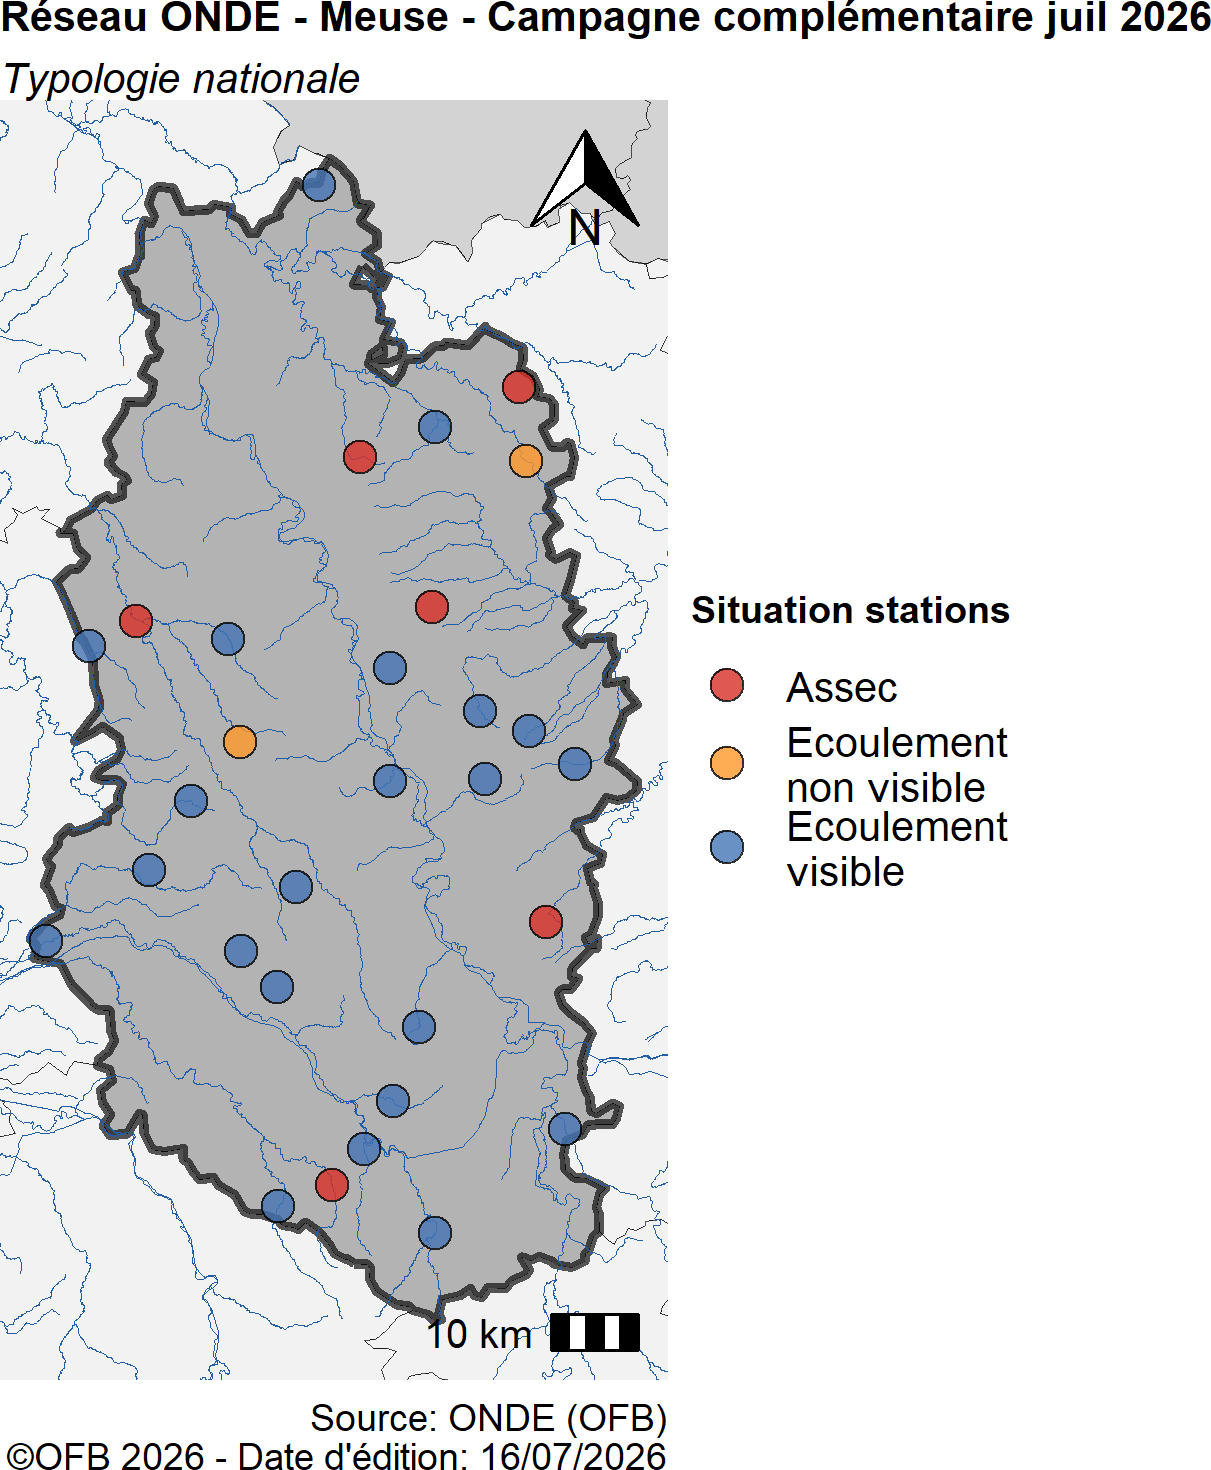 Réseau ONDE - Meuse - Campagne complémentaire juil 2026
Typologie nationale
N
Situation stations
Assec
Ecoulement
non visible
Ecoulement
visible
10 km
Source: ONDE (OFB)
©OFB 2026 - Date d'édition: 16/07/2026